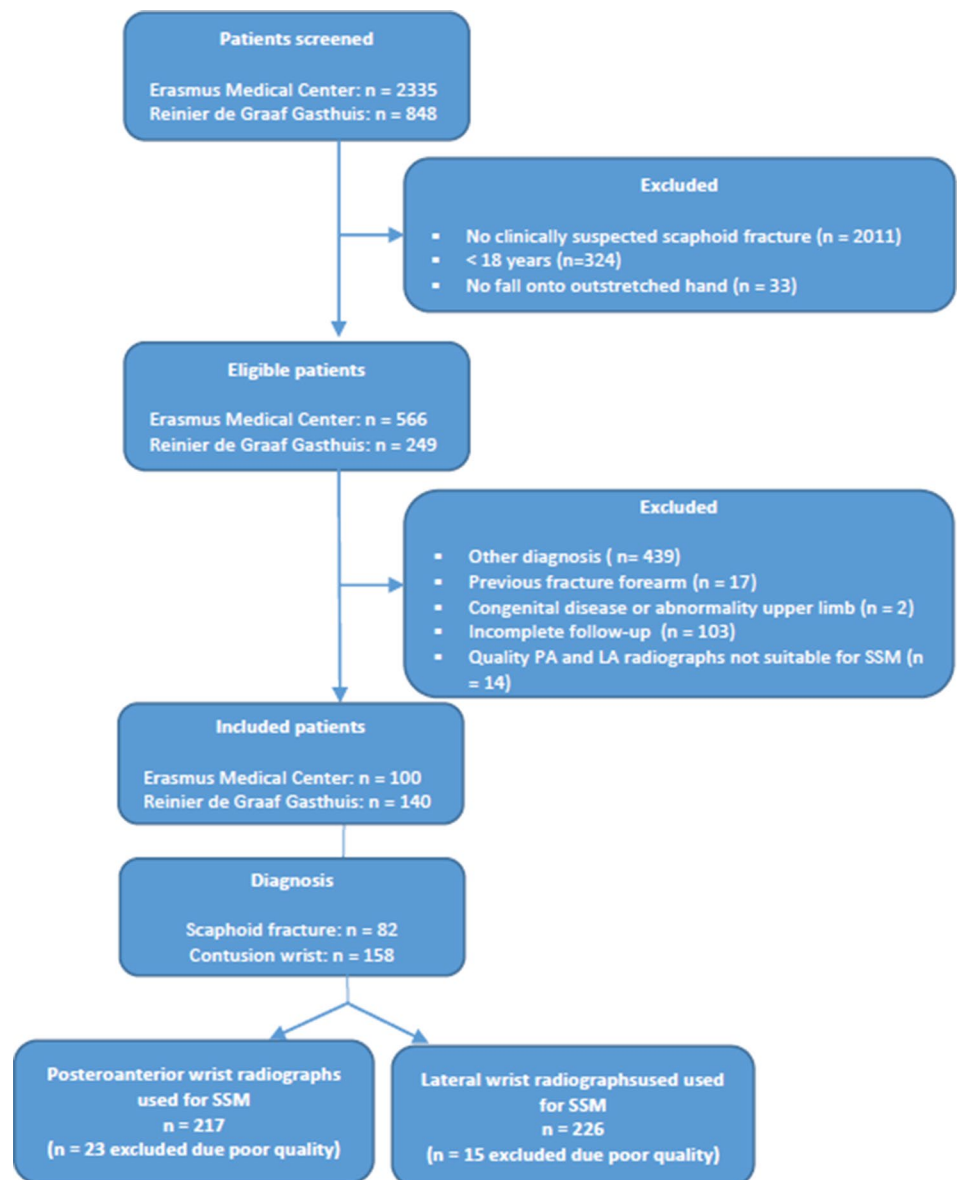 Patients screened
Erasmus Medical Center: n = 2335
Reinier de Graaf Gasthuis: n = 848
Excluded
▪ No clinically suspected scaphoid fracture (n = 2011)
▪ < 18 years (n=324)
▪ No fall onto outstretched hand (n = 33)
Eligible patients
Erasmus Medical Center: n = 566
Reinier de Graaf Gasthuis: n = 249
Excluded
▪ Other diagnosis ( n= 439)
▪ Previous fracture forearm (n = 17)
▪ Congenital disease or abnormality upper limb (n = 2)
▪ Incomplete follow-up (n = 103)
▪ Quality PA and LA radiographs not suitable for SSM (n
= 14)
Included patients
Erasmus Medical Center: n = 100
Reinier de Graaf Gasthuis: n = 140
Diagnosis
Scaphoid fracture: n = 82
Contusion wrist: n = 158
Posteroanterior wrist radiographs
used for SSM
n = 217
(n = 23 excluded due poor quality)
Lateral wrist radiographsused used
for SSM
n = 226
(n = 15 excluded due poor quality)